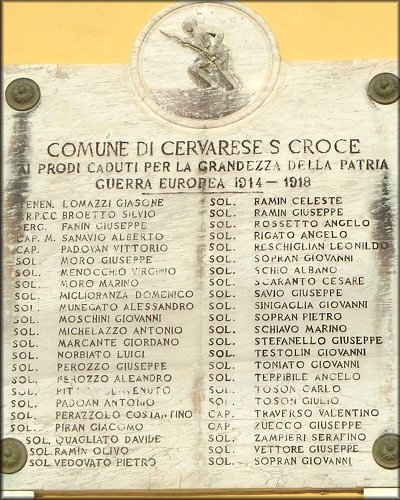 COMUNE DI CERVARESE S CROCE
AI PRODI CADUTI PER LA GRANDEZZA DELLA PATRIA
GUERRA EUROPEA 1914-1918
TENEN. LOMAZZI GIASONE
BROETTO SILVIO
SERG. FANIN GIUSEPPE
CAP. M. SANAVIO ALBERTO
CAP. PADOVAN VITTORIO
SOL. MORO GIUSEPPE
SOL. MENOCCHIO VIRGINIO
SOL. MORO MARINO
SOL. MIGLIORANZA DOMENICO
SOL. MUNEGATO ALESSANDRO
SOL. MOSCHINI GIOVANNI
SOL. MICHELAZZO ANTONIO
SOL. MARCANTE GIORDANO
SOL. NORBIATO LUIGI
SOL. PEROZZO GIUSEPPE
SOL. PEROZZO ALEANDRO
SOL. BENVENUTO
SOL. PADOAN ANTONIO
SOL. PERAZZOLO COSTANTINO
SOL. PIRAN GIACOMO
SOL. QUAGLIATO DAVIDE
SOL. RAMIN OLIVO
SOL. VEDOVATO PIETRO
SOL. RAMIN CELESTE
SOL. RAMIN GIUSEPPE
SOL. ROSSETTO ANGELO
SOL. RIGATO ANGELO
SOL. RESCHIGLIAN LEONILDO
SOL. SOPRAN GIOVANNI
SOL. SCHIO ALBANO
SOL. SCARANTO CESARE
SOL. SAVIO GIUSEPPE
SOL. SINIGAGLIA GIOVANNI
SOL. SOPRAN PIETRO
SOL. SCHIAVO MARINO
SOL. STEFANELLO GIUSEPPE
SOL. TESTOLIN GIOVANNI
SOL. TONIATO GIOVANNI
SOL. TERRIBILE ANGELO
SOL. TOSON CARLO
SOL. TOSON GIULIO
CAP. TRAVERSO VALENTINO
CAP. ZUECCO GIUSEPPE
SOL. ZAMPIERI SERAFINO
SOL. VETTORE GIUSEPPE
SOL. SOPRAN GIOVANNI